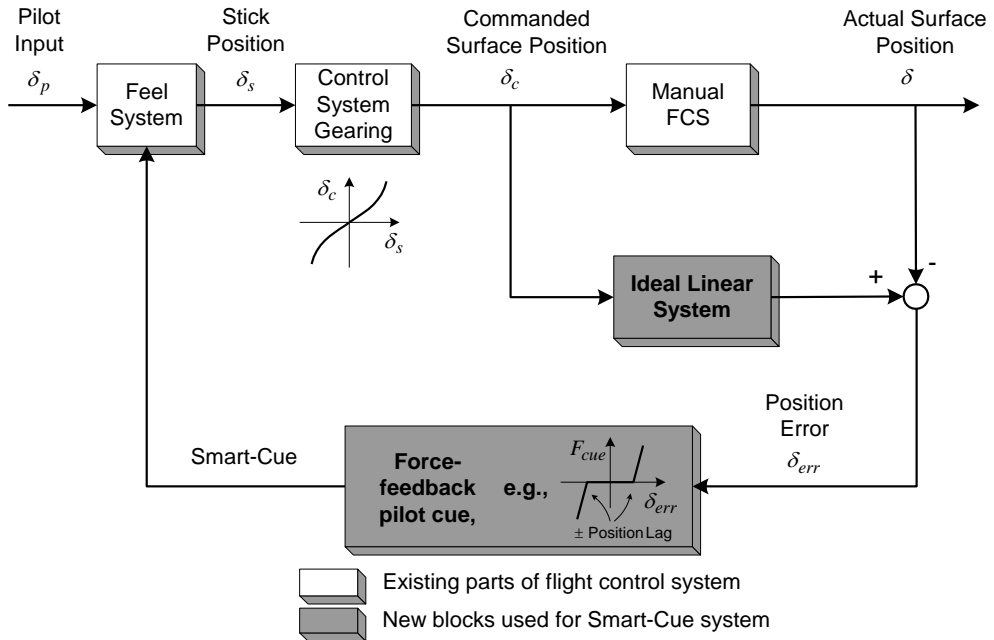 Pilot
Input
δp
Stick
Position
δs
Commanded
Surface Position
δc
Actual Surface
Position
δ
Feel
System
Control
System
Gearing
Manual
FCS
δc
δs
Ideal Linear
System
+
-
Position
Error
δerr
Smart-Cue
Force-
feedback
pilot cue,
e.g.,
Fcue
δerr
± Position Lag
Existing parts of flight control system
New blocks used for Smart-Cue system